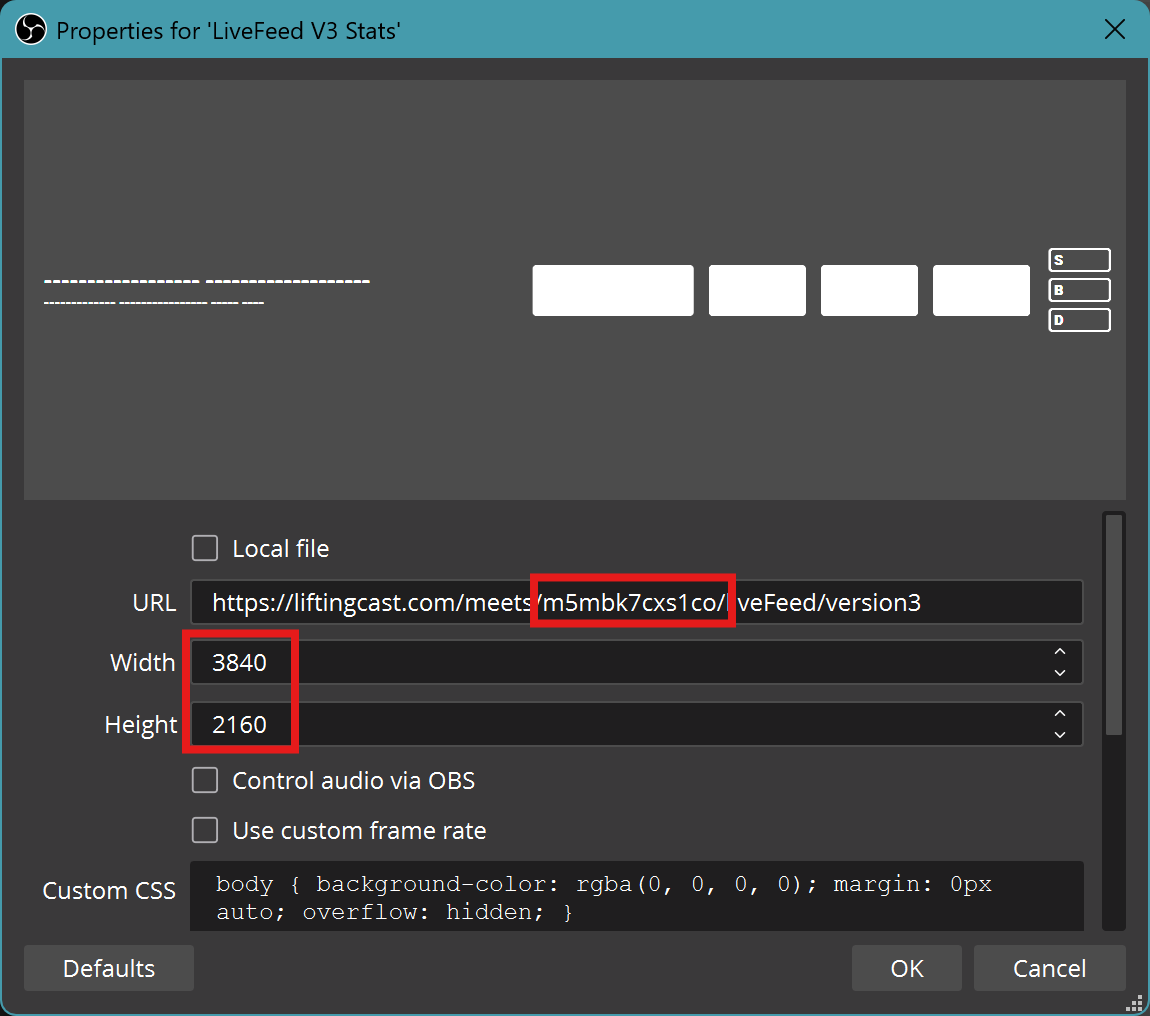 Properties for 'LiveFeed V3 Stats'
------------------ -------------------
S
------------- ---------------- ----- ----
B
D
Local file
URL https://liftingcast.com/meets/m5mbk7cxs1co/liveFeed/version3
Width 3840
Height 2160
Control audio via OBS
Use custom frame rate
Custom CSS body { background-color: rgba(0, 0, 0, 0); margin: 0px
auto; overflow: hidden; }
Defaults OK Cancel